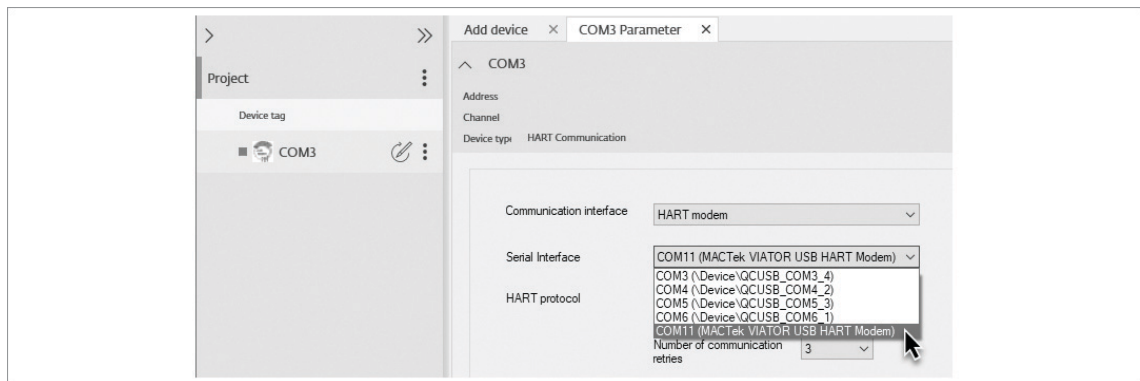 Project
Device tag
COM3
Add device COM3 Parameter
COM3
Address
Channel
Device type HART Communication
Communication interface HART modem
Serial Interface COM11 (MACTek VIATOR USB HART Modem)
COM3 (\Device\QCUSB_COM3_4)
COM4 (\Device\QCUSB_COM4_2)
COM5 (\Device\QCUSB_COM5_3)
COM6 (\Device\QCUSB_COM6_1)
COM11 (MACTek VIATOR USB HART Modem)
HART protocol
Number of communication 3
retries